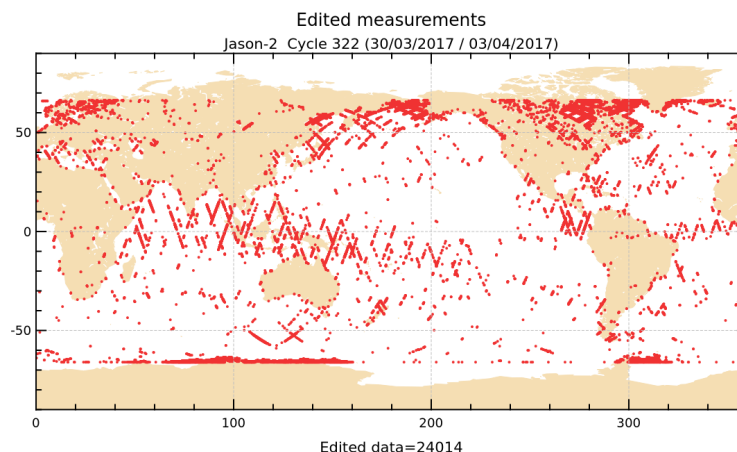 Edited measurements
Jason-2 Cycle 322 (30/03/2017 / 03/04/2017)
50
0
-50
0 100 200 300
Edited data=24014